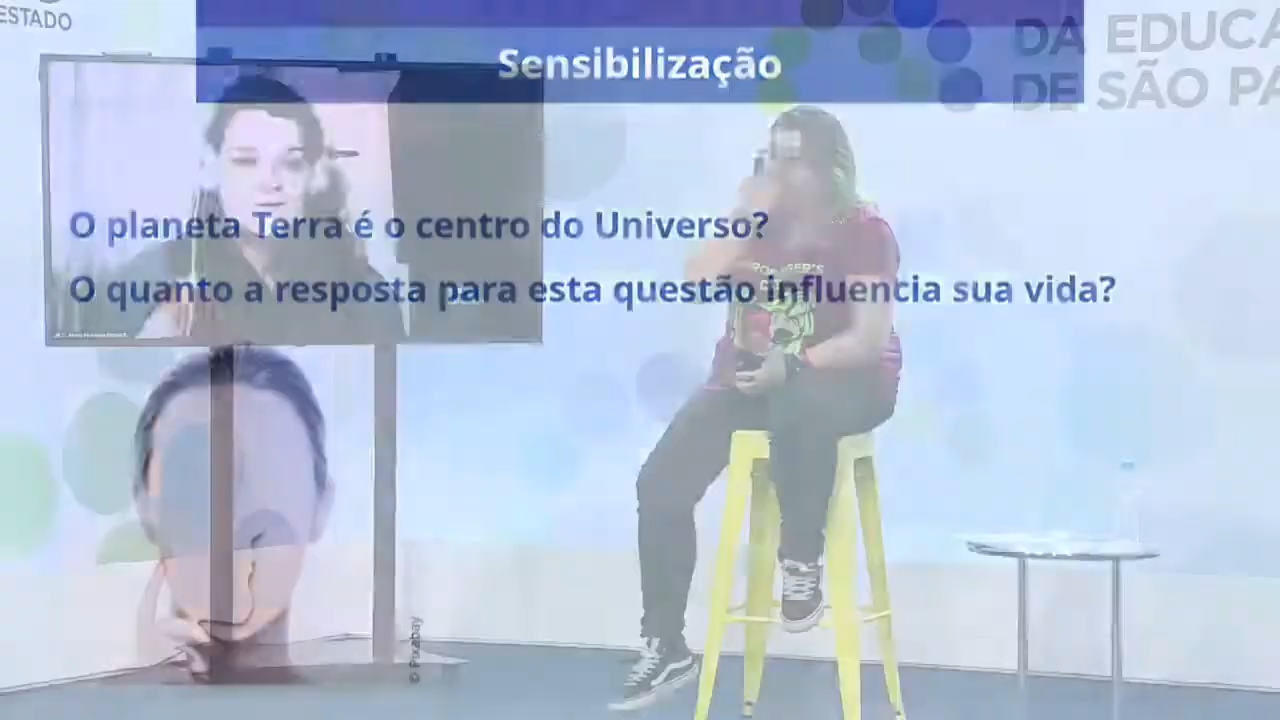 ESTADO
DA EDUCA
DE SÃO PA
Sensibilização
O planeta Terra é o centro do Universo?
O quanto a resposta para esta questão influencia sua vida?
© Pixabay